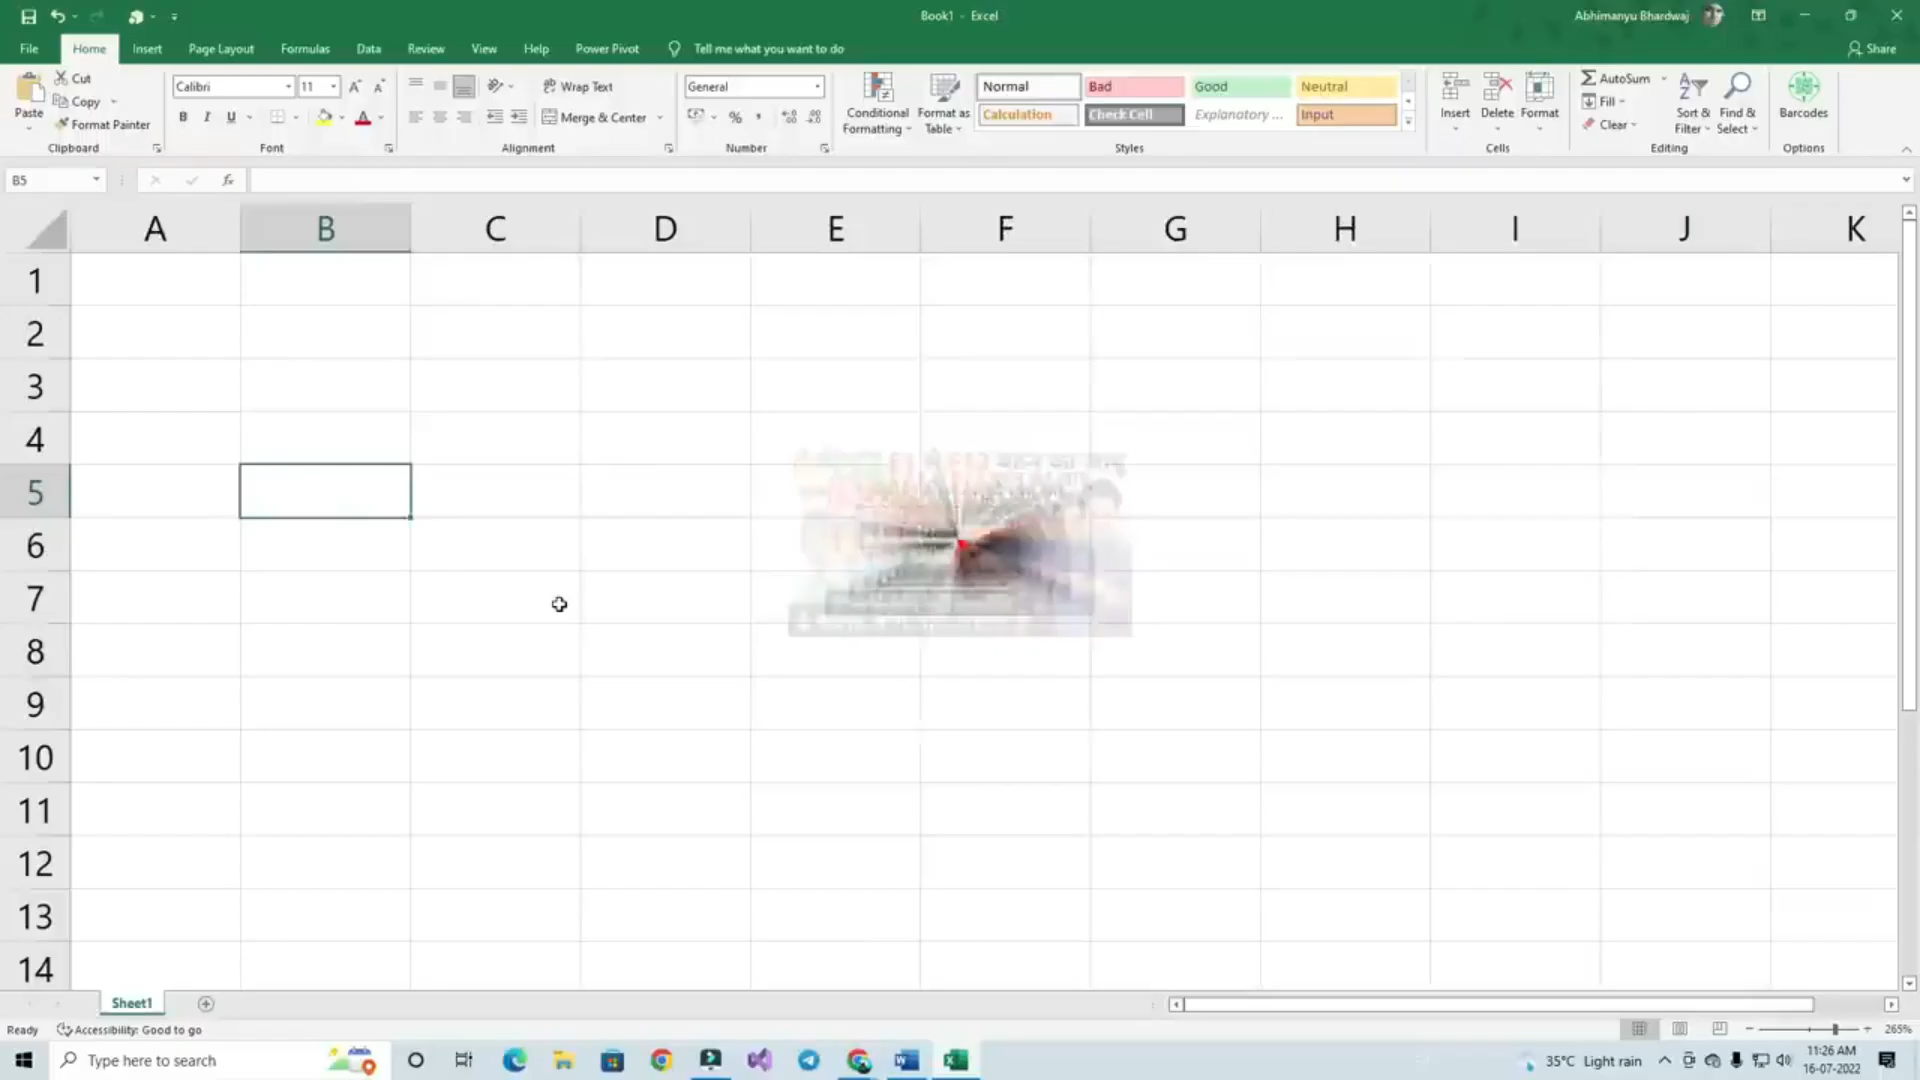 Book1 - Excel
Abhimanyu Bhardwaj
File
Home
Insert
Page Layout
Formulas
Data
Review
View
Help
Power Pivot
Tell me what you want to do
Share
Paste
Cut
Copy
Format Painter
Clipboard
Calibri
11
B I U
Font
Wrap Text
Merge & Center
Alignment
General
%
Number
Conditional Formatting
Format as Table
Normal
Bad
Good
Neutral
Calculation
Check Cell
Explanatory ...
Input
Styles
Insert
Delete
Format
Cells
AutoSum
Fill
Clear
Sort & Filter
Find & Select
Editing
Barcodes
Options
B5
fx
A B C D E F G H I J K
1
2
3
4
5
6
7
8
9
10
11
12
13
14
Sheet1
Ready
Accessibility: Good to go
265%
Type here to search
35°C Light rain
11:26 AM
16-07-2022